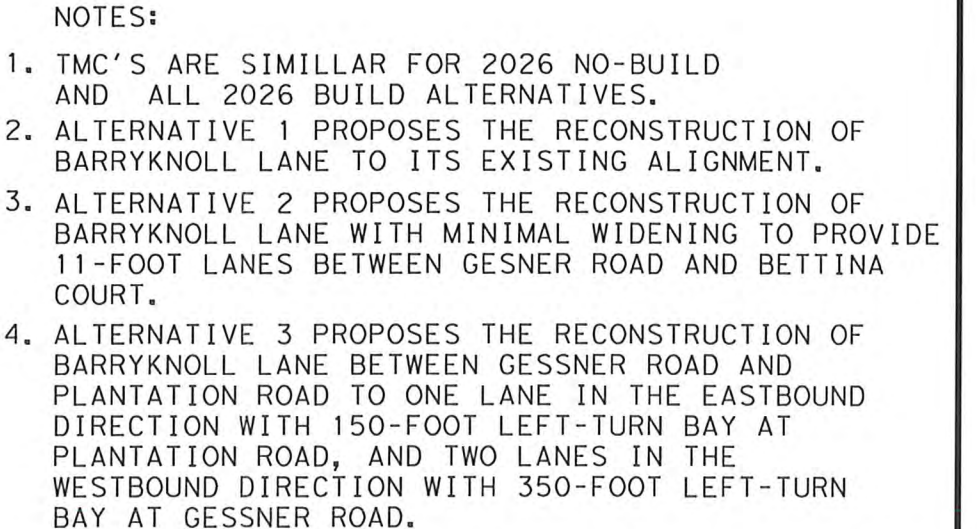 NOTES:
1. TMC'S ARE SIMILLAR FOR 2026 NO-BUILD
AND ALL 2026 BUILD ALTERNATIVES.
2. ALTERNATIVE 1 PROPOSES THE RECONSTRUCTION OF
BARRYKNOLL LANE TO ITS EXISTING ALIGNMENT.
3. ALTERNATIVE 2 PROPOSES THE RECONSTRUCTION OF
BARRYKNOLL LANE WITH MINIMAL WIDENING TO PROVIDE
11-FOOT LANES BETWEEN GESNER ROAD AND BETTINA
COURT.
4. ALTERNATIVE 3 PROPOSES THE RECONSTRUCTION OF
BARRYKNOLL LANE BETWEEN GESSNER ROAD AND
PLANTATION ROAD TO ONE LANE IN THE EASTBOUND
DIRECTION WITH 150-FOOT LEFT-TURN BAY AT
PLANTATION ROAD, AND TWO LANES IN THE
WESTBOUND DIRECTION WITH 350-FOOT LEFT-TURN
BAY AT GESSNER ROAD.